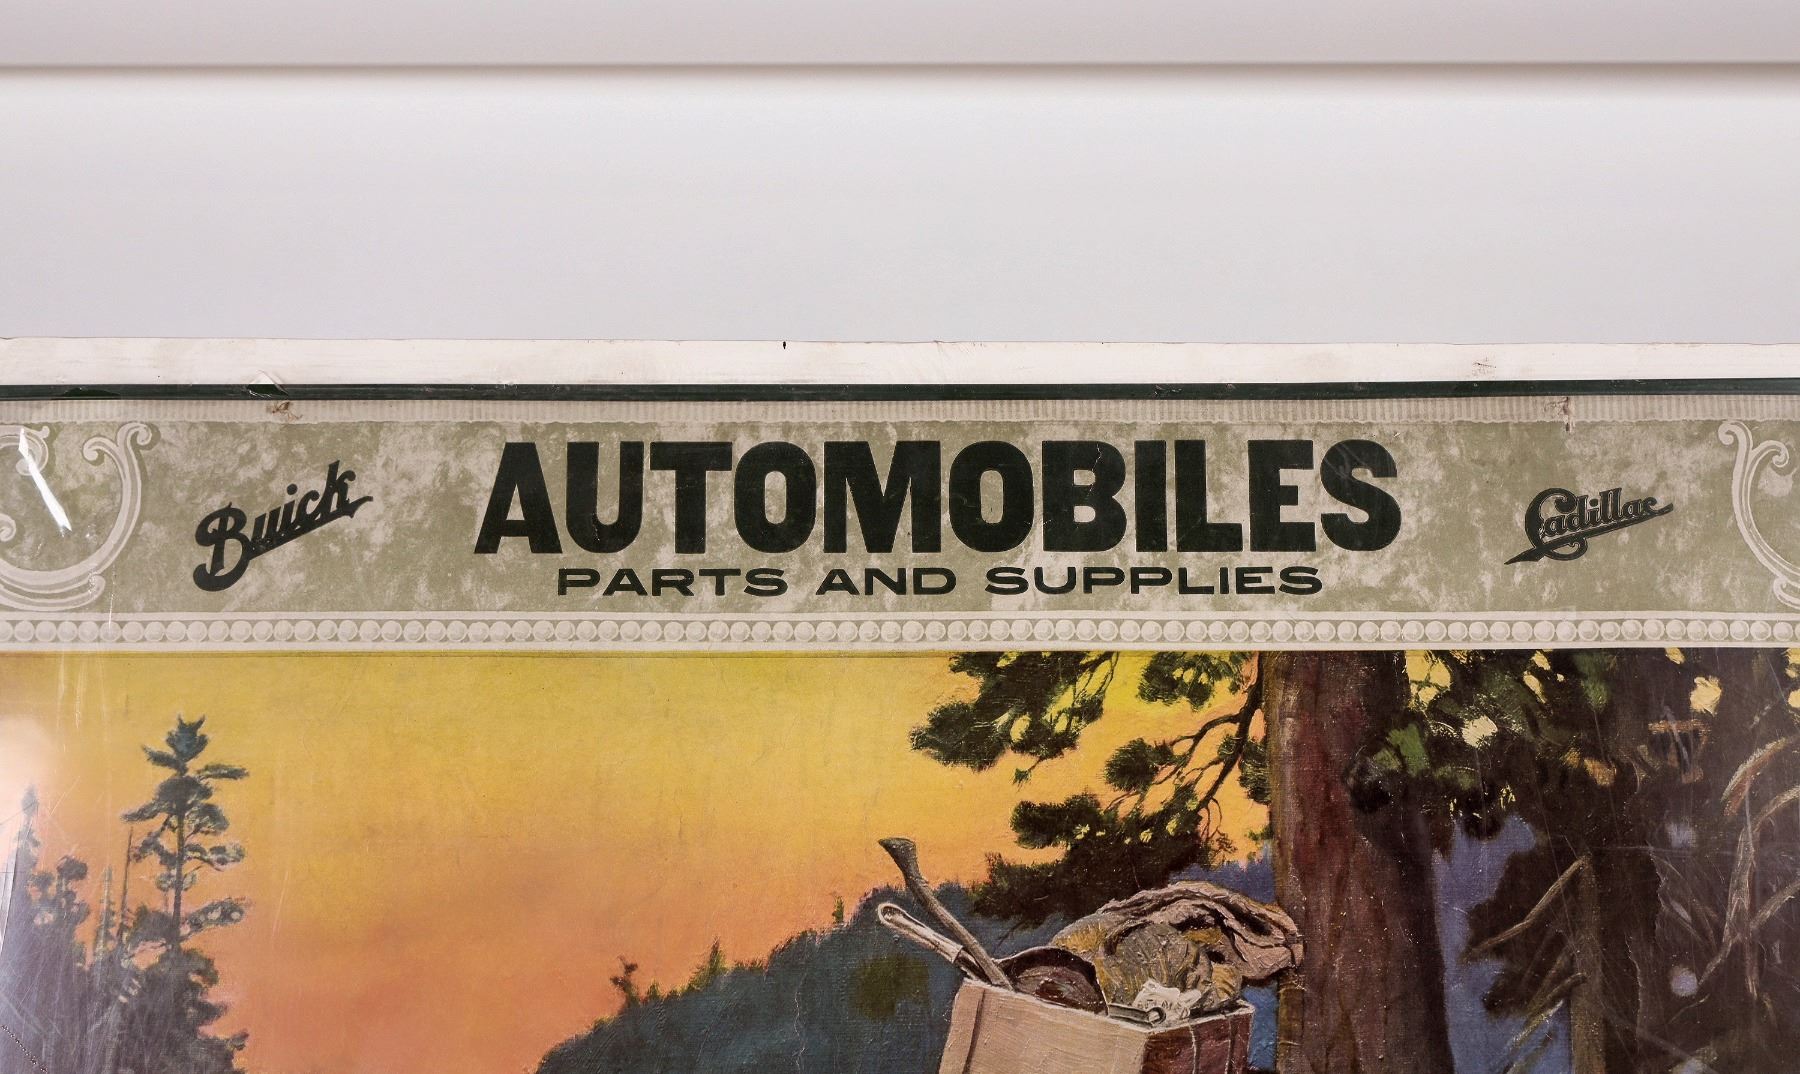 Buick AUTOMOBILES Cadillac
PARTS AND SUPPLIES